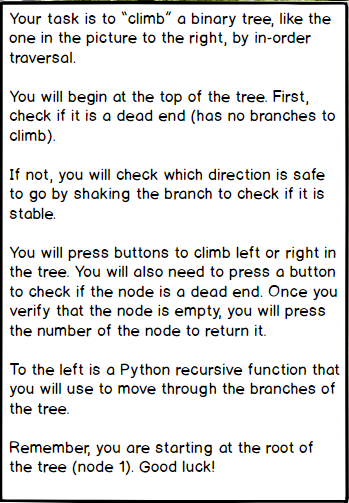 Your task is to "climb" a binary tree, like the
one in the picture to the right, by in-order
traversal.
You will begin at the top of the tree. First,
check if it is a dead end (has no branches to
climb).
If not, you will check which direction is safe
to go by shaking the branch to check if it is
stable.
You will press buttons to climb left or right in
the tree. You will also need to press a button
to check if the node is a dead end. Once you
verify that the node is empty, you will press
the number of the node to return it.
To the left is a Python recursive function that
you will use to move through the branches of
the tree.
Remember, you are starting at the root of
the tree (node 1). Good luck!